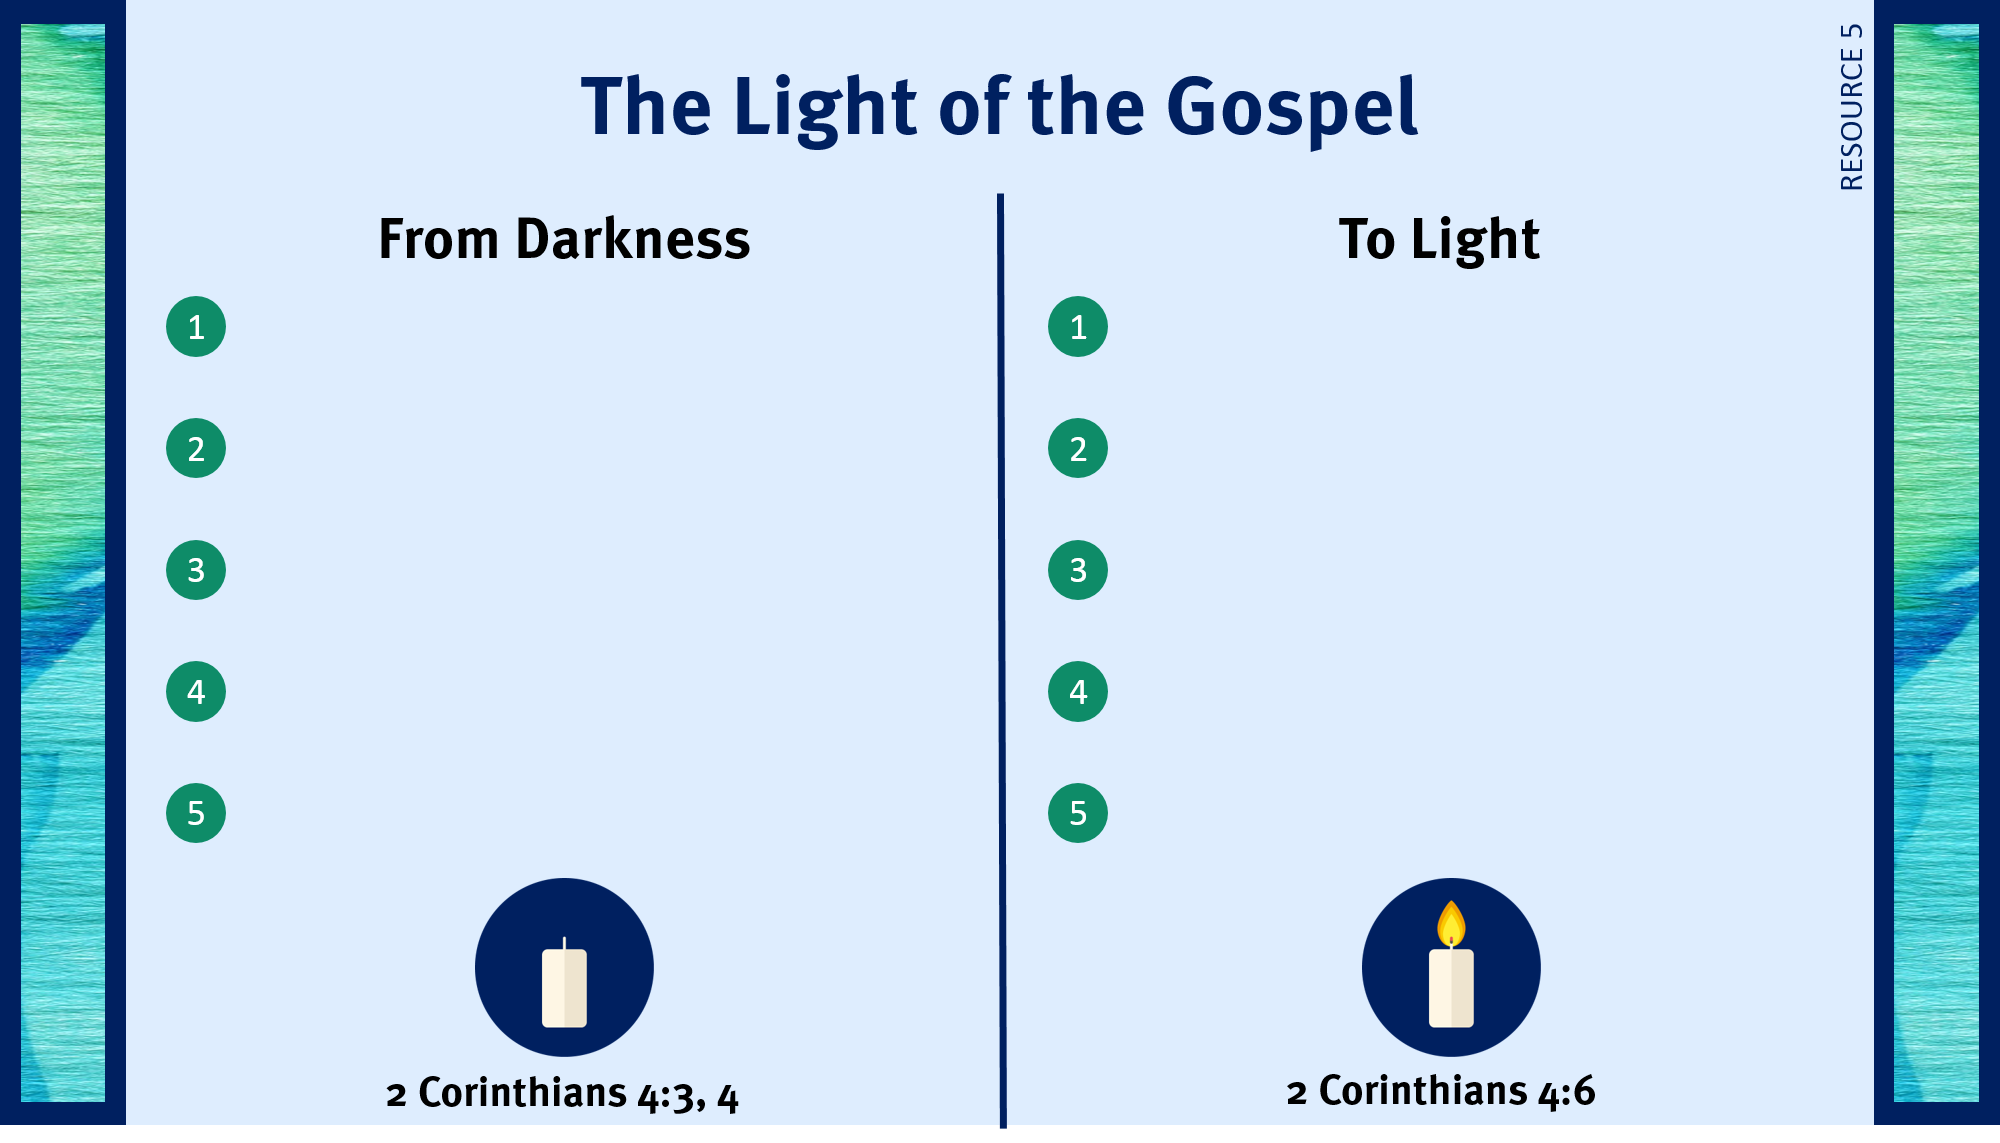 The Light of the Gospel
RESOURCE 5
From Darkness
1
2
3
4
5
2 Corinthians 4:3, 4
To Light
1
2
3
4
5
2 Corinthians 4:6